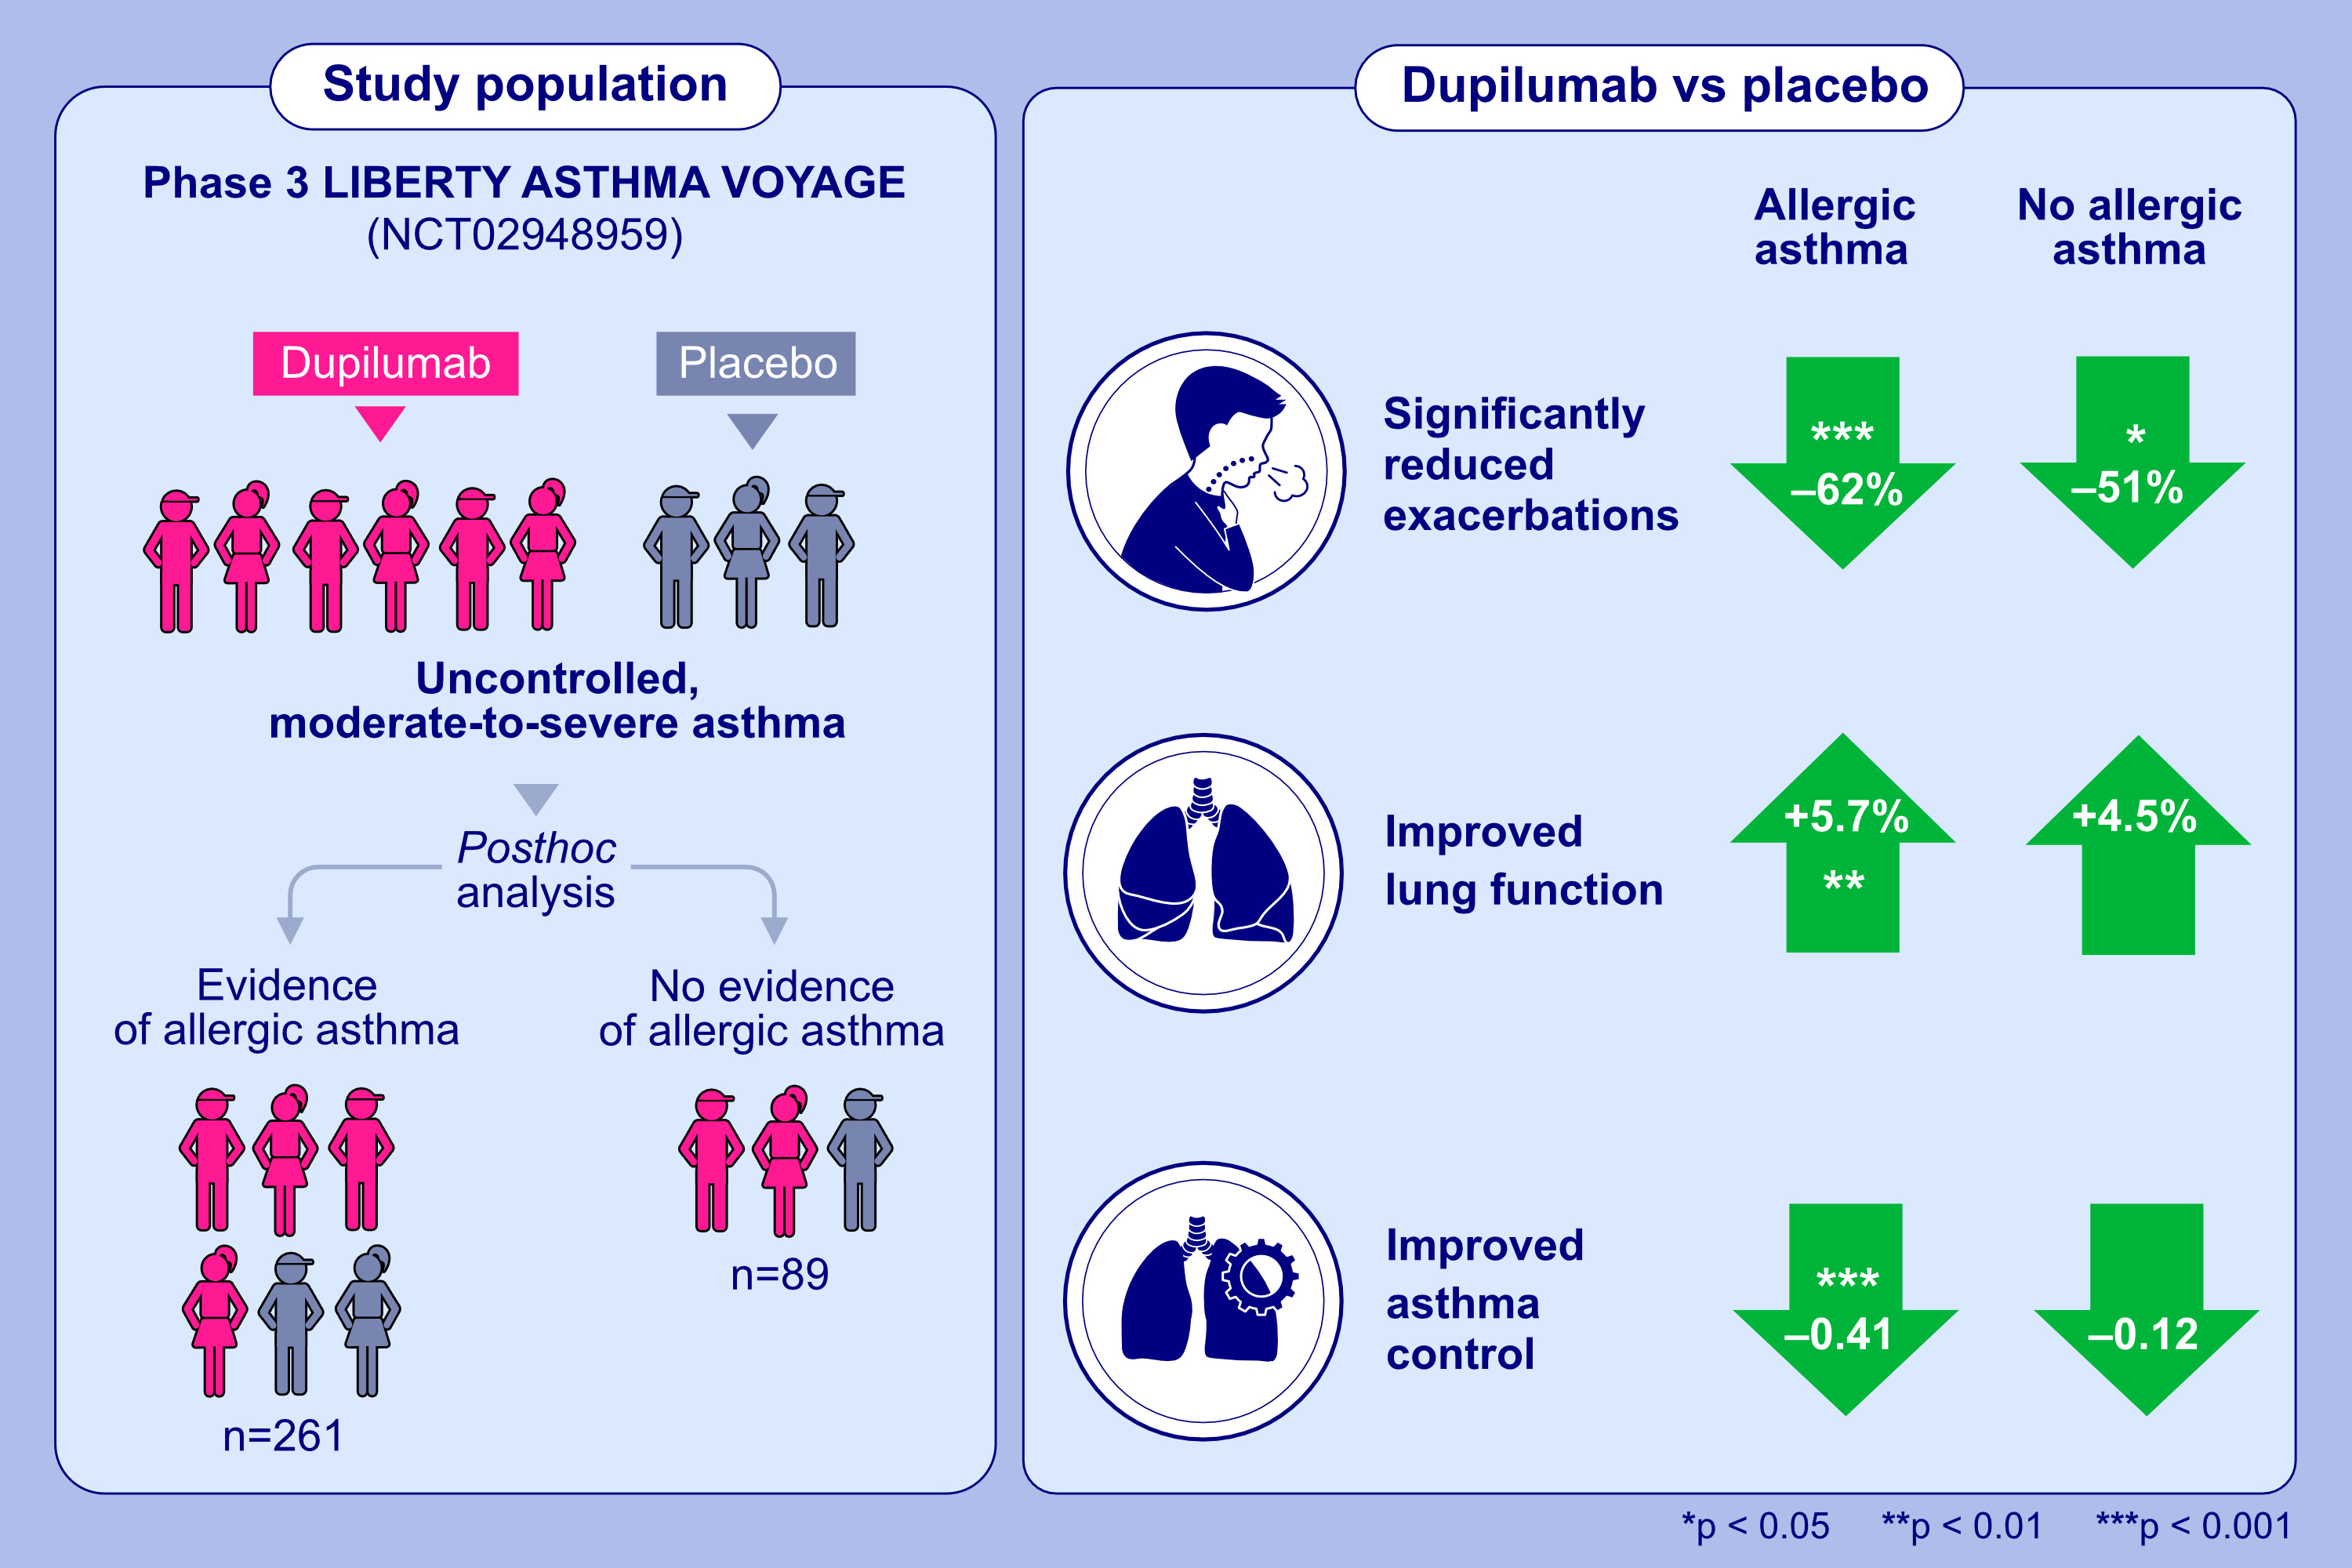 Study population
Phase 3 LIBERTY ASTHMA VOYAGE
(NCT02948959)
Dupilumab
Placebo
Uncontrolled,
moderate-to-severe asthma
Posthoc
analysis
Evidence
of allergic asthma
No evidence
of allergic asthma
n=261
n=89
Dupilumab vs placebo
Allergic
asthma
No allergic
asthma
Significantly
reduced
exacerbations
***
–62%
*
–51%
Improved
lung function
+5.7%
**
+4.5%
Improved
asthma
control
***
–0.41
–0.12
*p < 0.05 **p < 0.01 ***p < 0.001